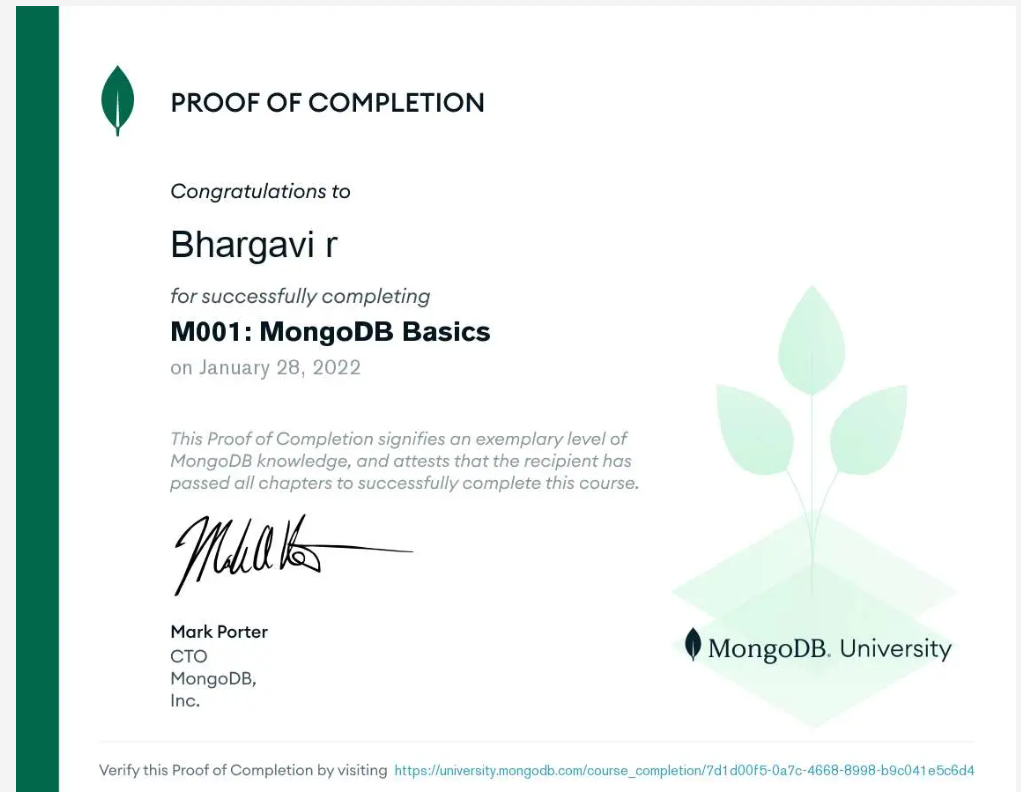 PROOF OF COMPLETION
Congratulations to
Bhargavi r
for successfully completing
M001: MongoDB Basics
on January 28, 2022
This Proof of Completion signifies an exemplary level of
MongoDB knowledge, and attests that the recipient has
passed all chapters to successfully complete this course.
Mark Porter
CTO
MongoDB,
Inc.
MongoDB. University
Verify this Proof of Completion by visiting https://university.mongodb.com/course_completion/7d1d00f5-0a7c-4668-8998-b9c041e5c6d4